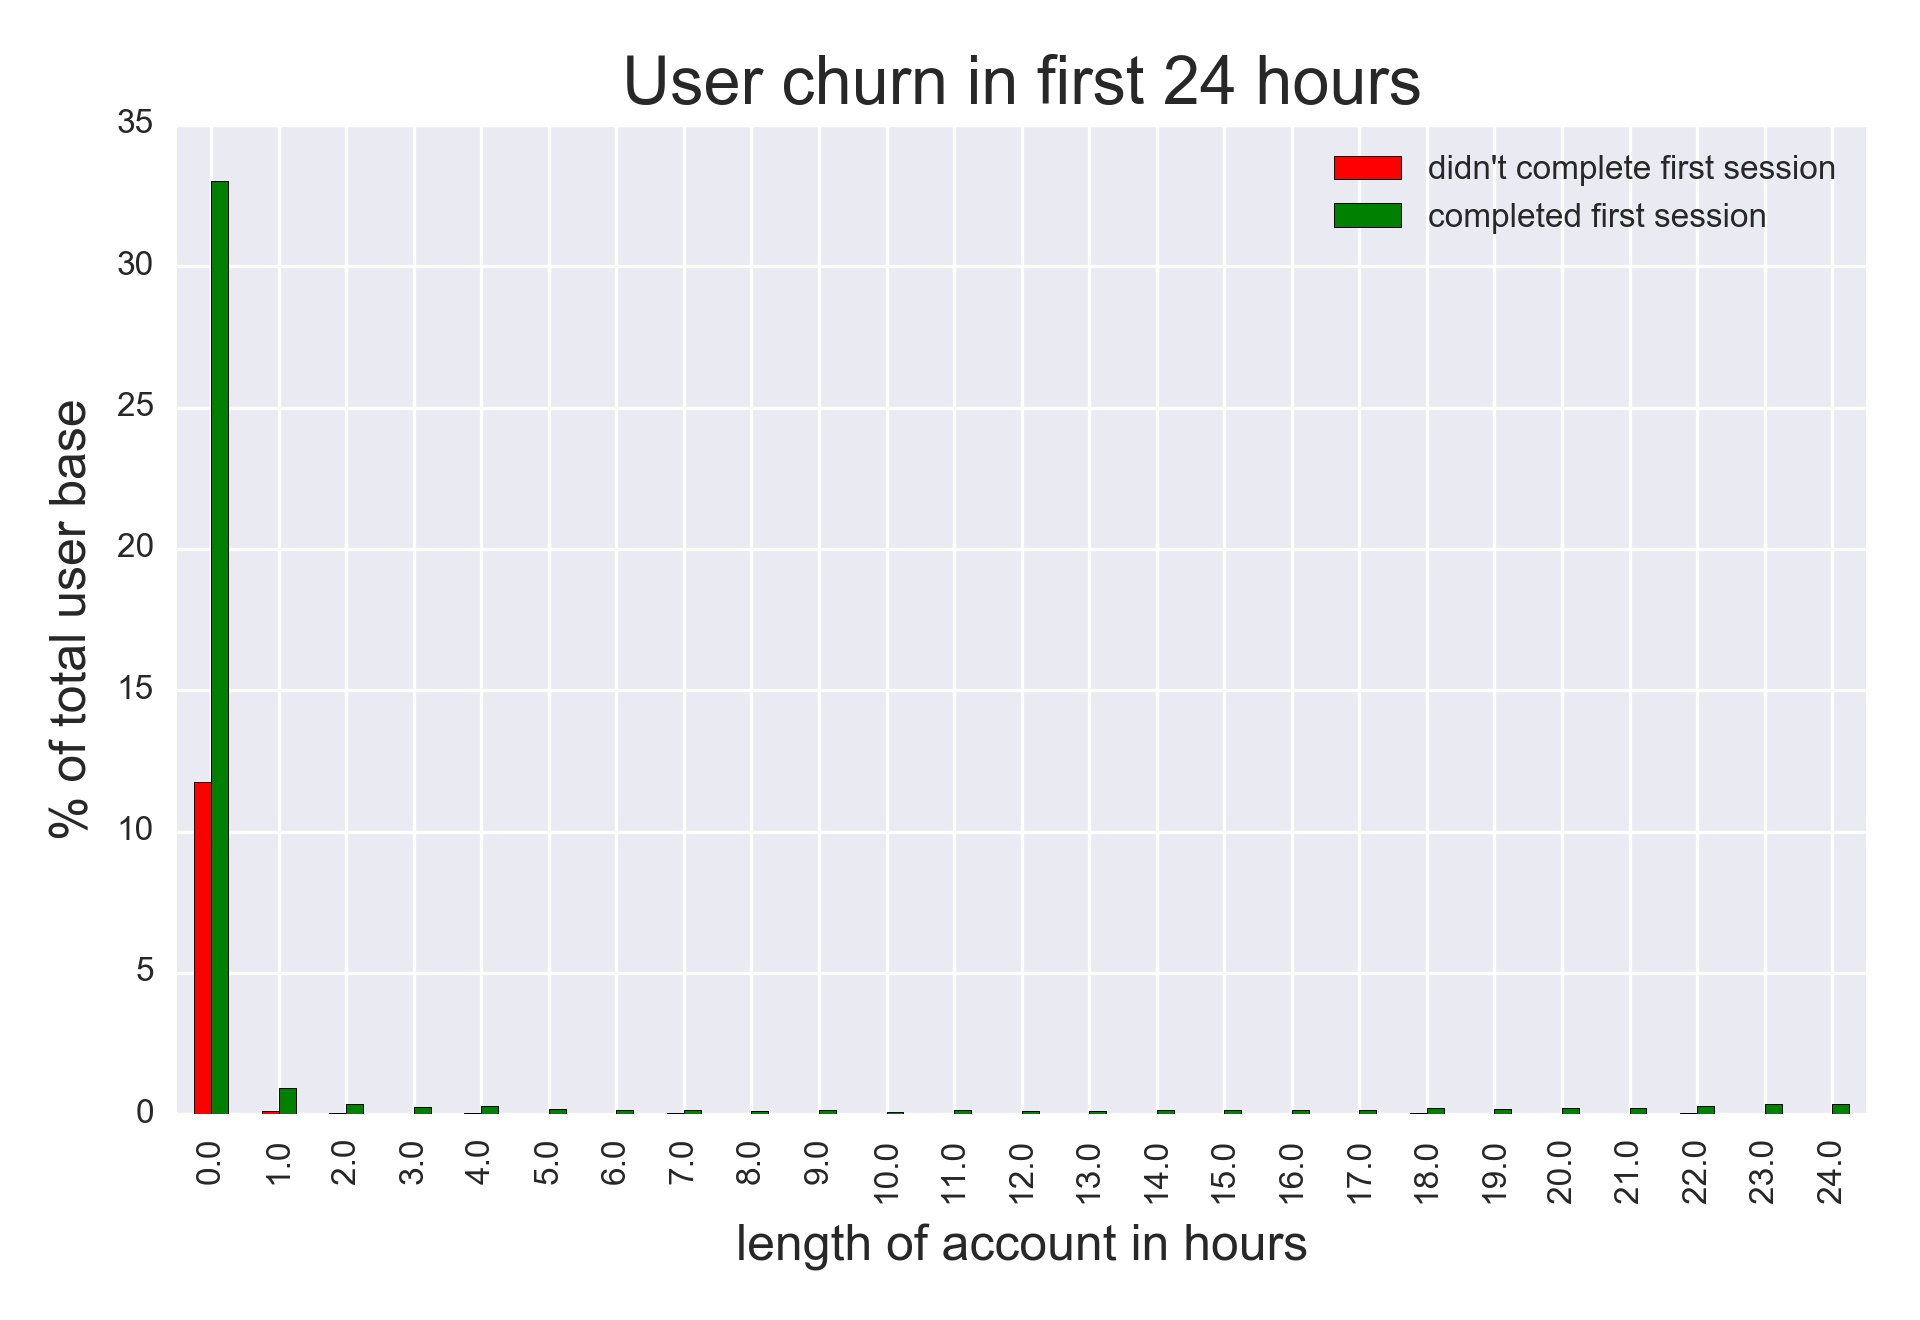 User churn in first 24 hours
didn't complete first session
completed first session
% of total user base
35
30
25
20
15
10
5
0
0.0 1.0 2.0 3.0 4.0 5.0 6.0 7.0 8.0 9.0 10.0 11.0 12.0 13.0 14.0 15.0 16.0 17.0 18.0 19.0 20.0 21.0 22.0 23.0 24.0
length of account in hours